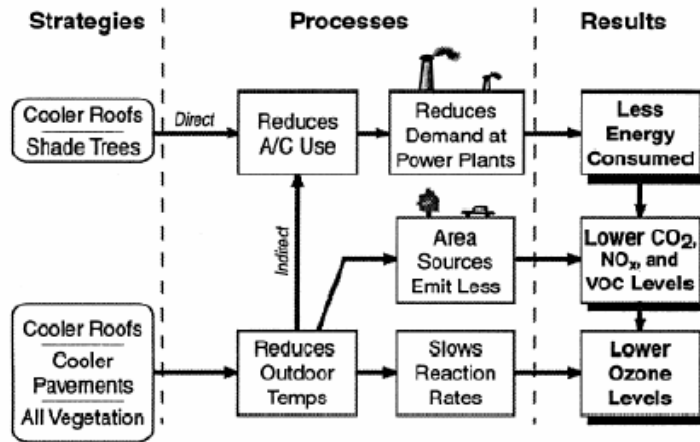 Strategies
Processes
Results
Cooler Roofs
Shade Trees
Direct
Reduces
A/C Use
Reduces
Demand at
Power Plants
Less
Energy
Consumed
Indirect
Area
Sources
Emit Less
Lower CO₂,
NOₓ, and
VOC Levels
Cooler Roofs
Cooler
Pavements
All Vegetation
Reduces
Outdoor
Temps
Slows
Reaction
Rates
Lower
Ozone
Levels